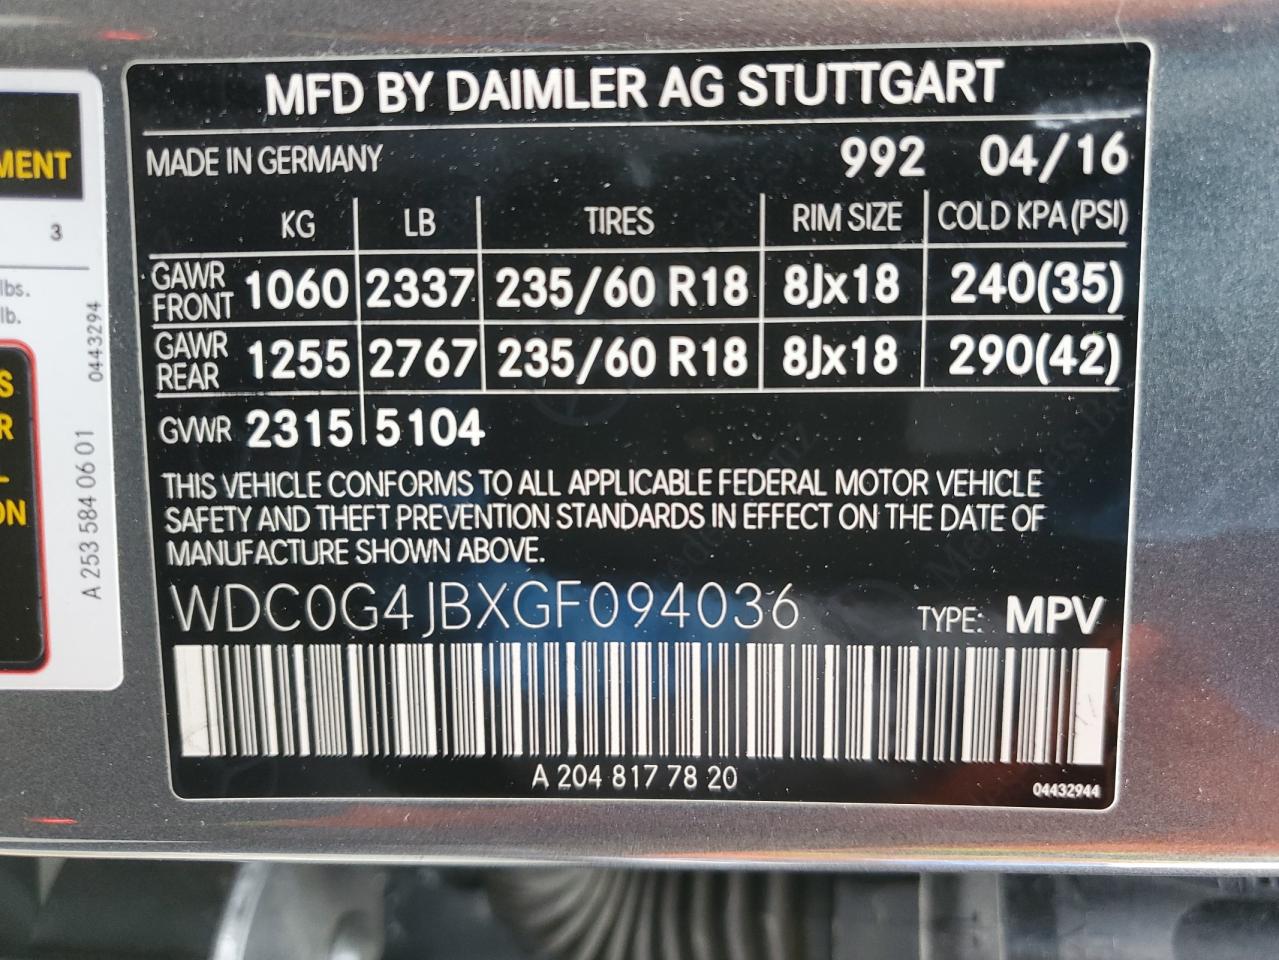 MFD BY DAIMLER AG STUTTGART
MADE IN GERMANY 992 04/16
KG LB TIRES RIM SIZE COLD KPA (PSI)
GAWR FRONT 1060 2337 235/60 R18 8Jx18 240(35)
GAWR REAR 1255 2767 235/60 R18 8Jx18 290(42)
GVWR 2315 5104
THIS VEHICLE CONFORMS TO ALL APPLICABLE FEDERAL MOTOR VEHICLE
SAFETY AND THEFT PREVENTION STANDARDS IN EFFECT ON THE DATE OF
MANUFACTURE SHOWN ABOVE.
WDC0G4JBXGF094036 TYPE: MPV
A 204 817 78 20
04432944
MENT
3
lbs.
lb.
S
R
L
ON
0443294
A 253 584 06 01